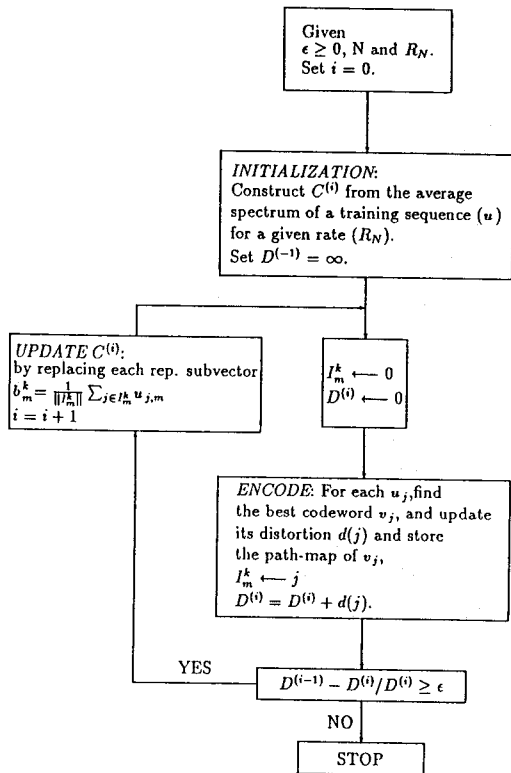 Given
ϵ ≥ 0, N and R_N.
Set i = 0.
INITIALIZATION:
Construct C^(i) from the average
spectrum of a training sequence (u)
for a given rate (R_N).
Set D^(-1) = ∞.
UPDATE C^(i):
by replacing each rep. subvector
b_m^k = 1/‖I_m^k‖ ∑_{j∈I_m^k} u_{j,m}
i = i + 1
I_m^k ⟵ 0
D^(i) ⟵ 0
ENCODE: For each u_j,find
the best codeword v_j, and update
its distortion d(j) and store
the path-map of v_j,
I_m^k ⟵ j
D^(i) = D^(i) + d(j).
YES
D^(i-1) − D^(i)/D^(i) ≥ ϵ
NO
STOP